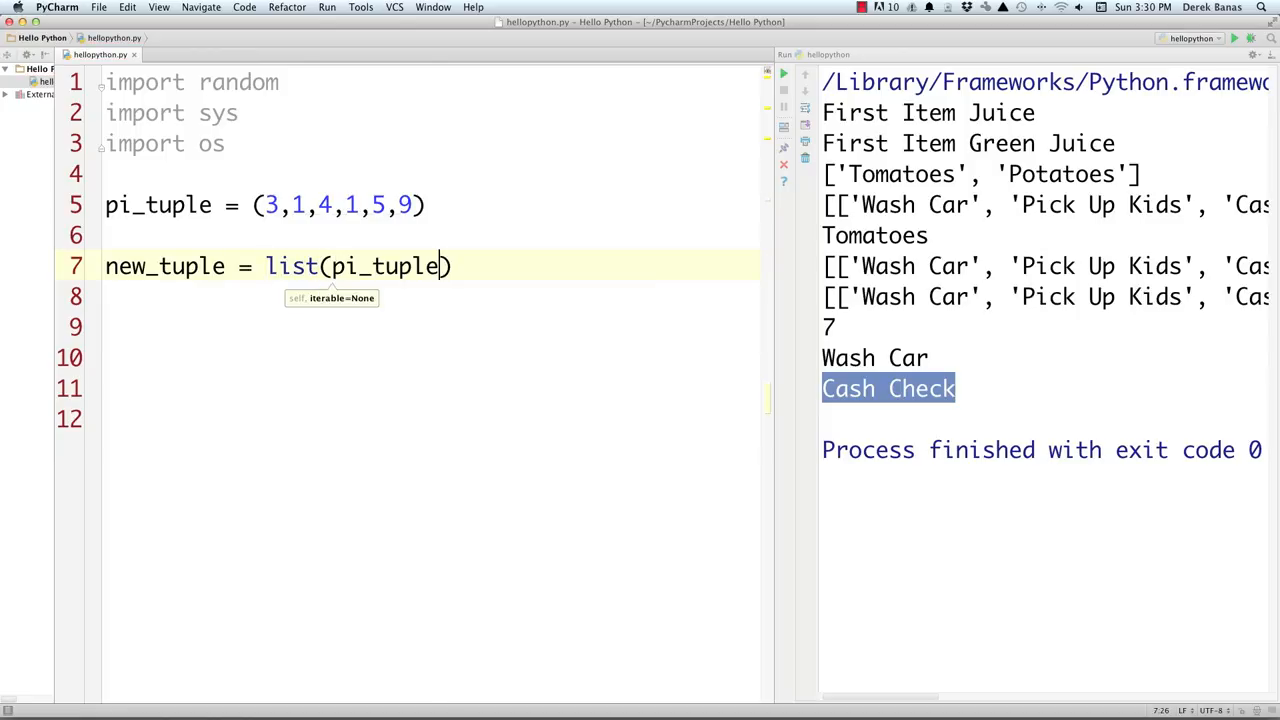 PyCharm File Edit View Navigate Code Refactor Run Tools VCS Window Help 10 Sun 3:30 PM Derek Banas
hellopython.py - Hello Python - [~/PycharmProjects/Hello Python]
Hello Python hellopython.py hellopython
hellopython.py
Run hellopython
Hello P
hell
Externa
1 import random
2 import sys
3 import os
4
5 pi_tuple = (3,1,4,1,5,9)
6
7 new_tuple = list(pi_tuple)
self, iterable=None
8
9
10
11
12
/Library/Frameworks/Python.framewo
First Item Juice
First Item Green Juice
['Tomatoes', 'Potatoes']
[['Wash Car', 'Pick Up Kids', 'Cas
Tomatoes
[['Wash Car', 'Pick Up Kids', 'Cas
[['Wash Car', 'Pick Up Kids', 'Cas
7
Wash Car
Cash Check
Process finished with exit code 0
7:26 LF UTF-8